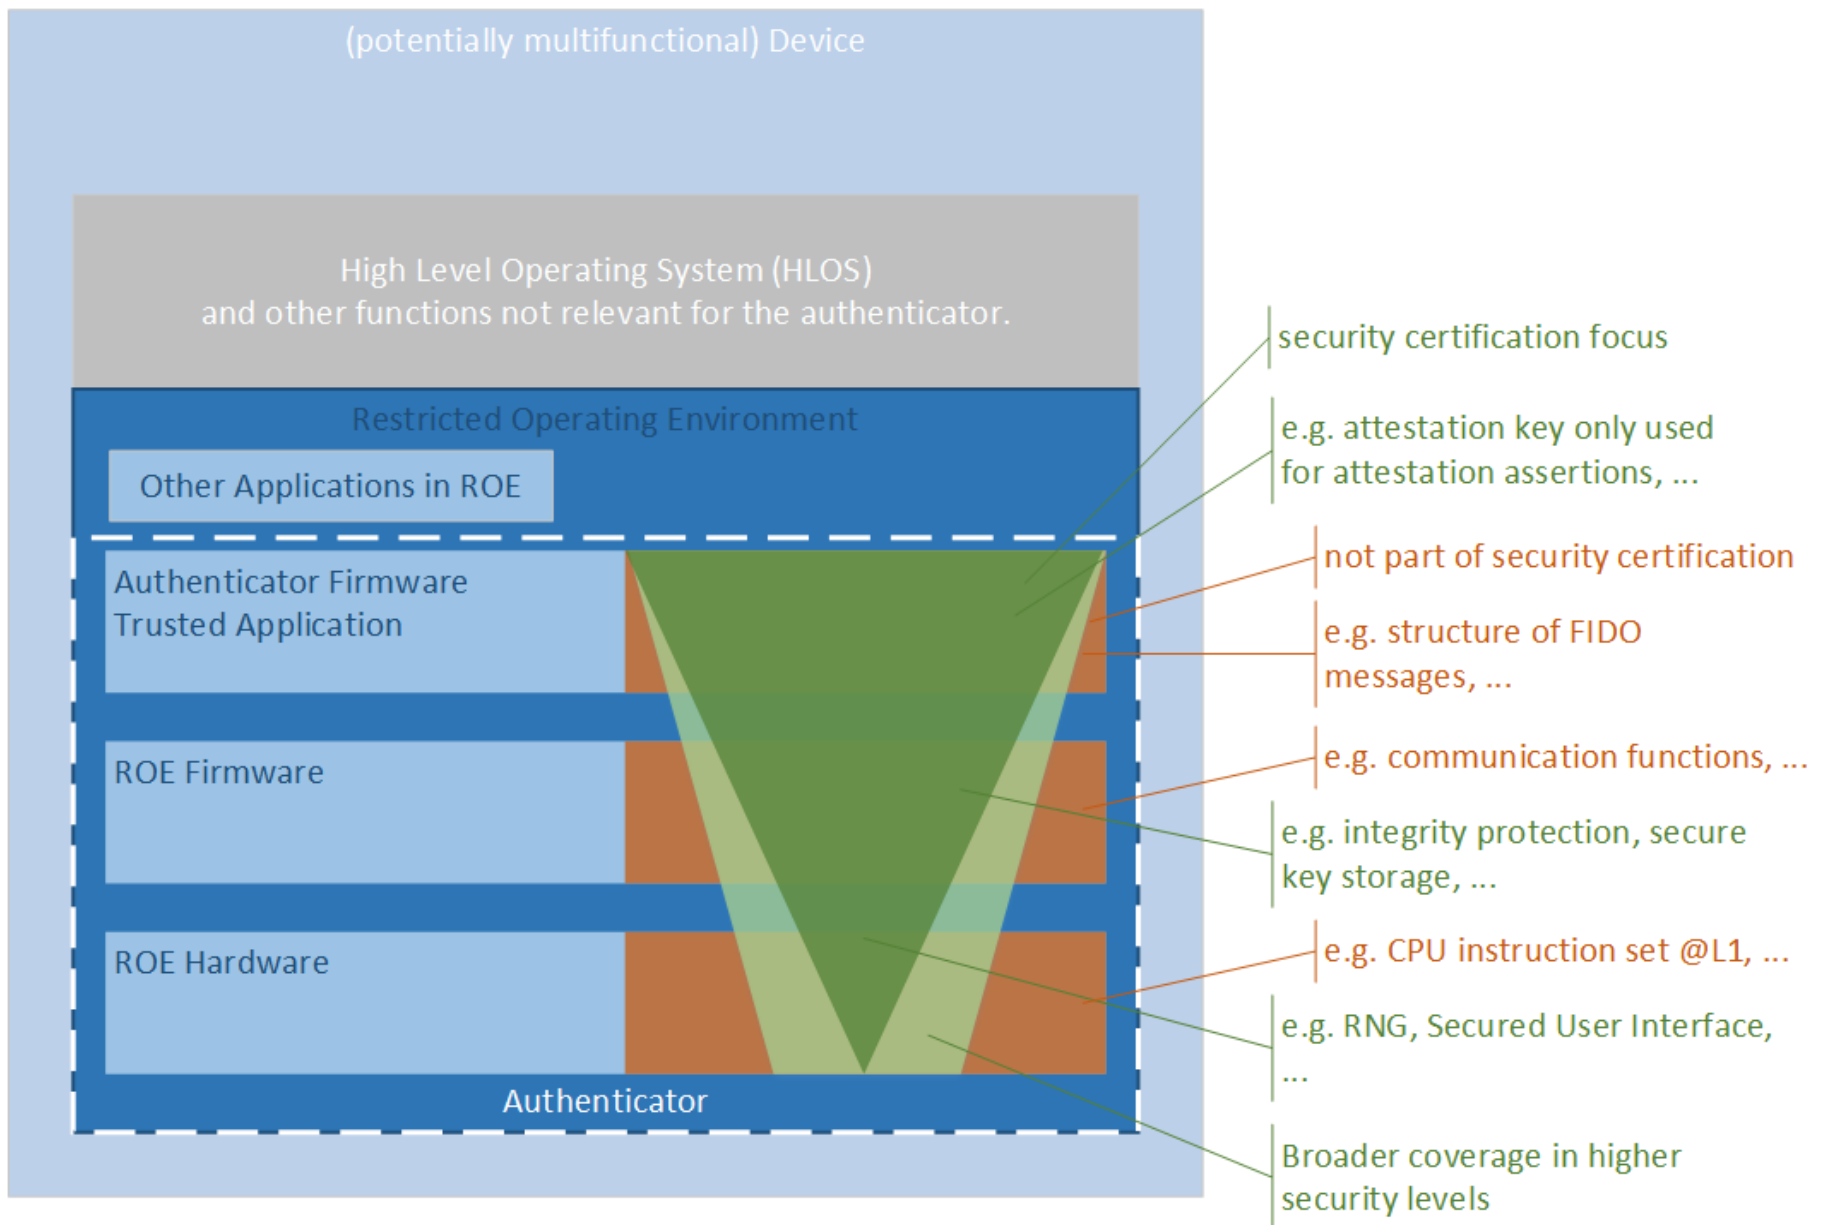 (potentially multifunctional) Device
High Level Operating System (HLOS)
and other functions not relevant for the authenticator.
Restricted Operating Environment
Other Applications in ROE
Authenticator Firmware
Trusted Application
ROE Firmware
ROE Hardware
Authenticator
security certification focus
e.g. attestation key only used
for attestation assertions, ...
not part of security certification
e.g. structure of FIDO
messages, ...
e.g. communication functions, ...
e.g. integrity protection, secure
key storage, ...
e.g. CPU instruction set @L1, ...
e.g. RNG, Secured User Interface,
...
Broader coverage in higher
security levels